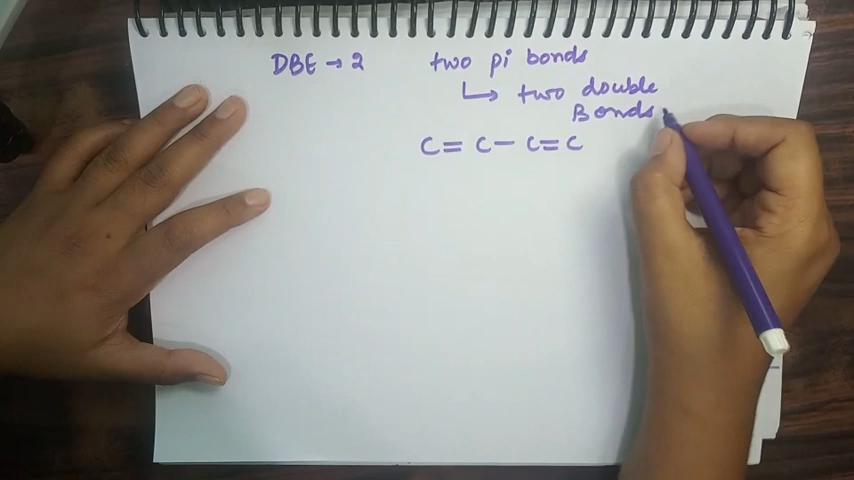 DBE → 2 two pi bonds
↳ two double
Bonds
C = C - C = C